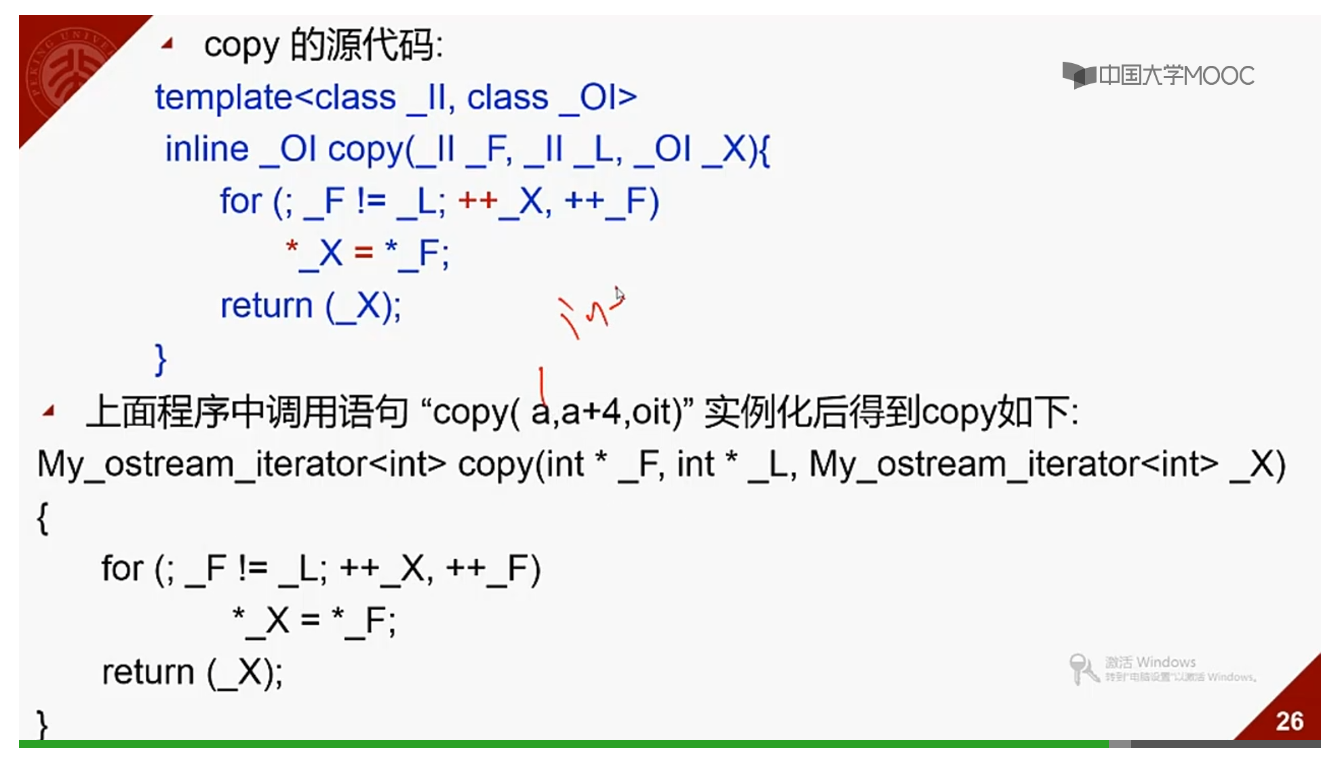 copy 的源代码:
中国大学MOOC
template<class _II, class _OI>
inline _OI copy(_II _F, _II _L, _OI _X){
for (; _F != _L; ++_X, ++_F)
*_X = *_F;
return (_X);
}
上面程序中调用语句 “copy( a,a+4,oit)” 实例化后得到copy如下:
My_ostream_iterator<int> copy(int * _F, int * _L, My_ostream_iterator<int> _X)
{
for (; _F != _L; ++_X, ++_F)
*_X = *_F;
return (_X);
}
激活 Windows
转到"电脑设置"以激活 Windows。
26